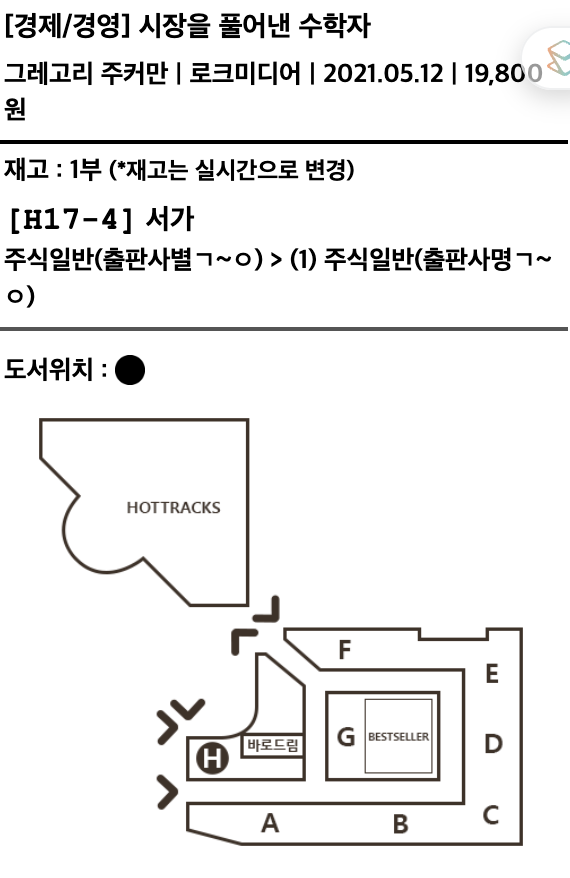 [경제/경영] 시장을 풀어낸 수학자
그레고리 주커만 | 로크미디어 | 2021.05.12 | 19,800
원
재고 : 1부 (*재고는 실시간으로 변경)
[H17-4] 서가
주식일반(출판사별ㄱ~ㅇ) > (1) 주식일반(출판사명ㄱ~
ㅇ)
도서위치 : ●
HOTTRACKS
F
E
G
BESTSELLER
D
바로드림
H
A
B
C